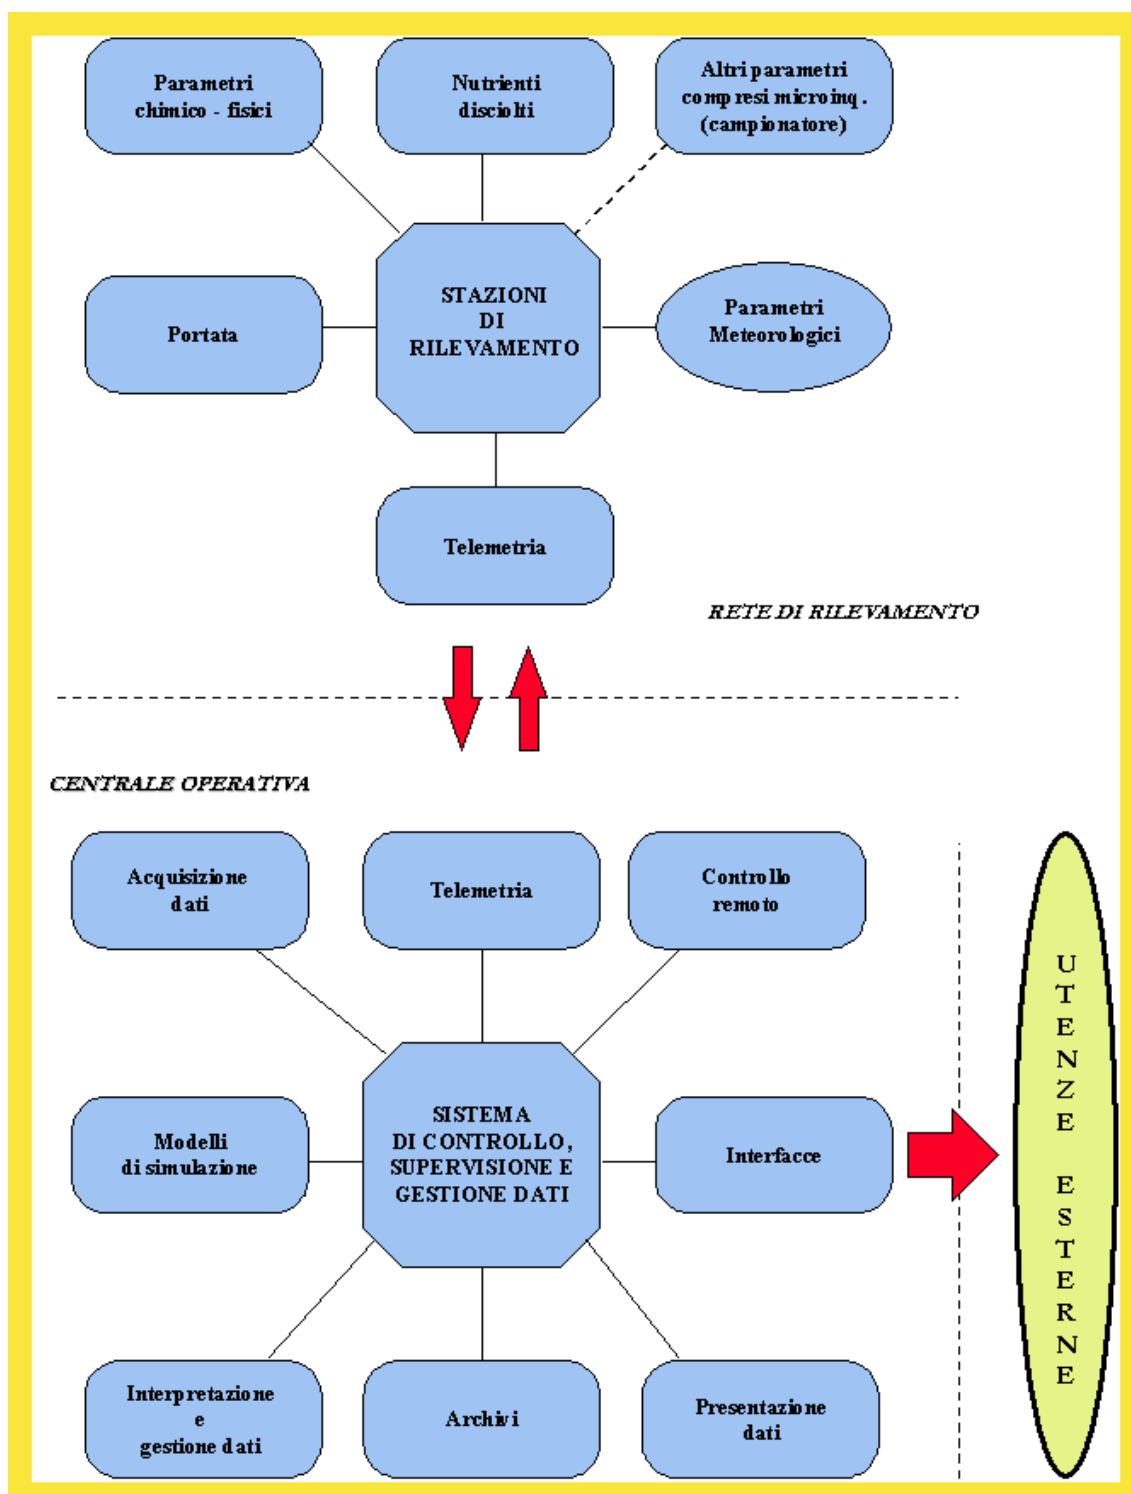 Parametri
chimico - fisici
Nutrienti
disciolti
Altri parametri
compresi microinq.
(campionatore)
STAZIONI
DI
RILEVAMENTO
Portata
Parametri
Meteorologici
Telemetria
RETE DI RILEVAMENTO
CENTRALE OPERATIVA
Acquisizione
dati
Telemetria
Controllo
remoto
Modelli
di simulazione
SISTEMA
DI CONTROLLO,
SUPERVISIONE E
GESTIONE DATI
Interfacce
Interpretazione
e
gestione dati
Archivi
Presentazione
dati
UTENZE ESTERNE